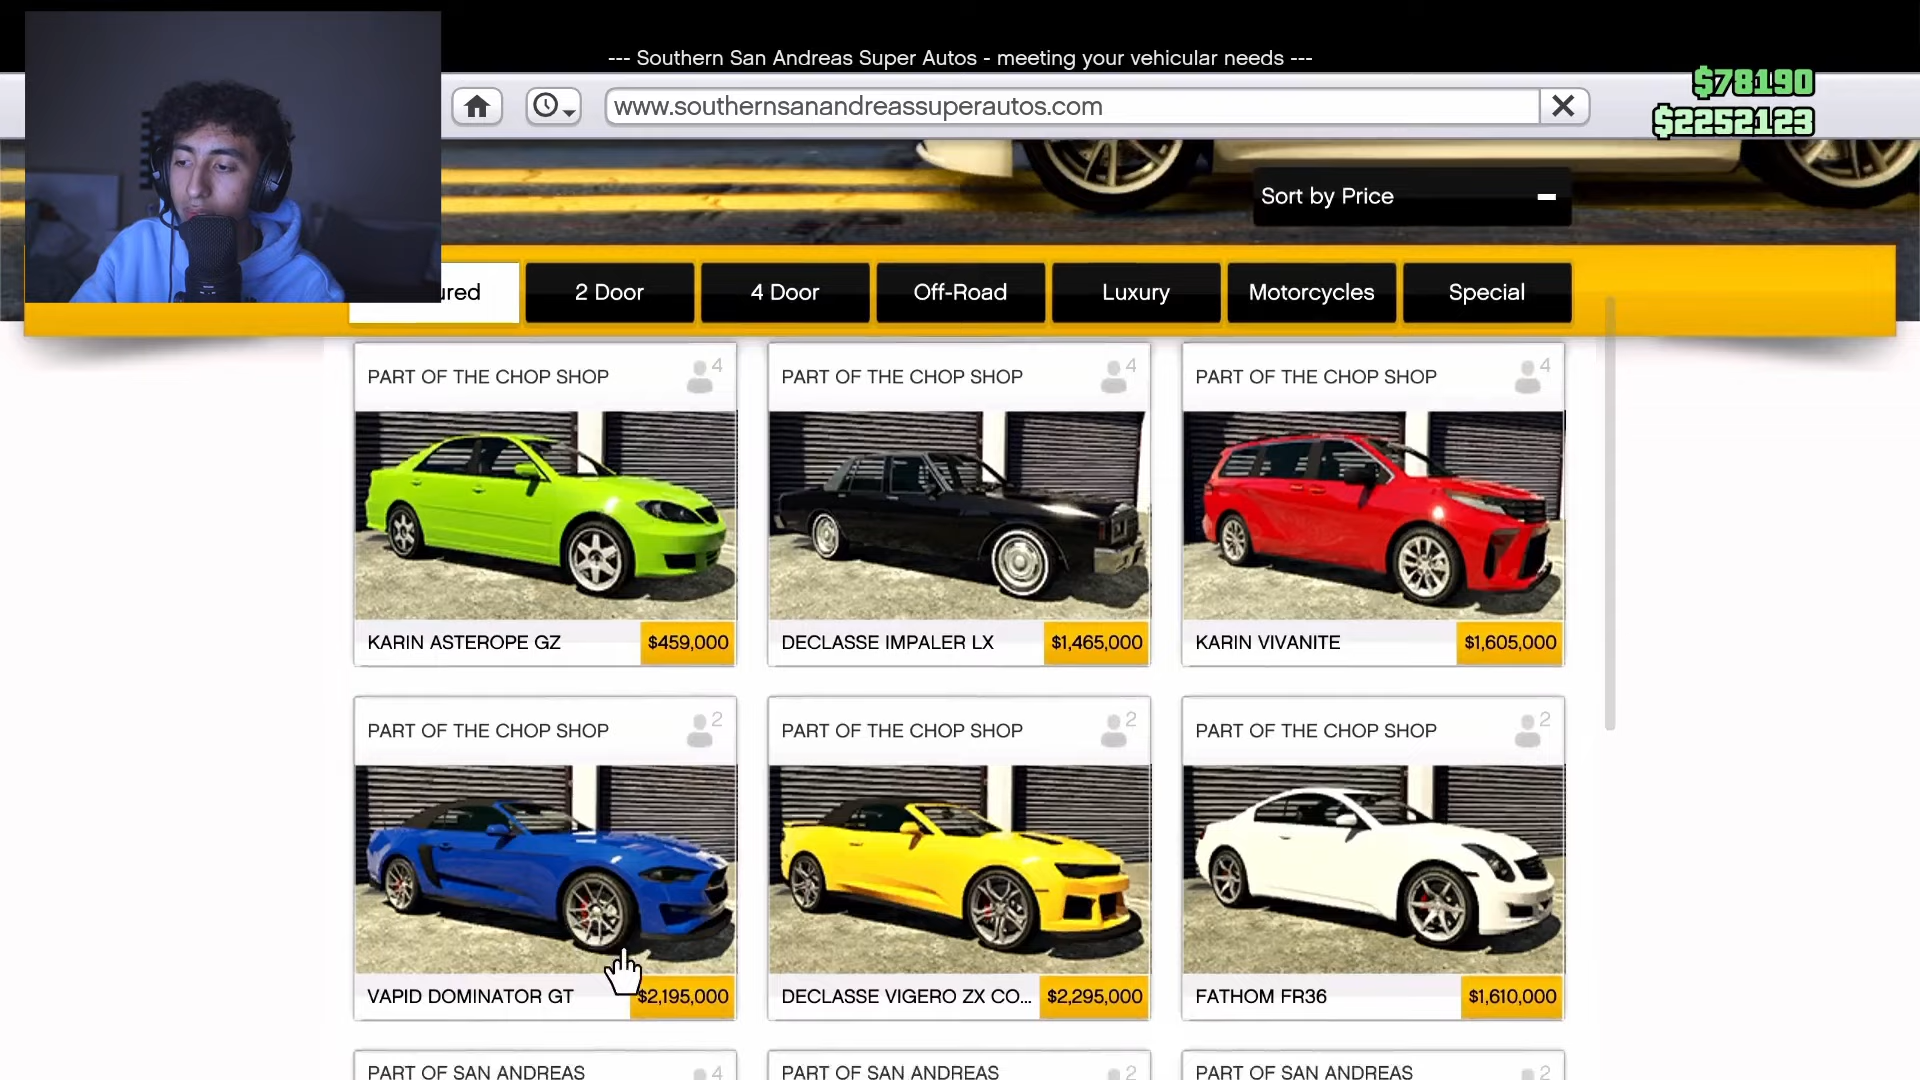 --- Southern San Andreas Super Autos - meeting your vehicular needs ---
www.southernsanandreassuperautos.com
$78190
$2252123
Sort by Price
ured
2 Door
4 Door
Off-Road
Luxury
Motorcycles
Special
PART OF THE CHOP SHOP
4
PART OF THE CHOP SHOP
4
PART OF THE CHOP SHOP
4
KARIN ASTEROPE GZ
$459,000
DECLASSE IMPALER LX
$1,465,000
KARIN VIVANITE
$1,605,000
PART OF THE CHOP SHOP
2
PART OF THE CHOP SHOP
2
PART OF THE CHOP SHOP
2
VAPID DOMINATOR GT
$2,195,000
DECLASSE VIGERO ZX CO...
$2,295,000
FATHOM FR36
$1,610,000
PART OF SAN ANDREAS
4
PART OF SAN ANDREAS
2
PART OF SAN ANDREAS
2